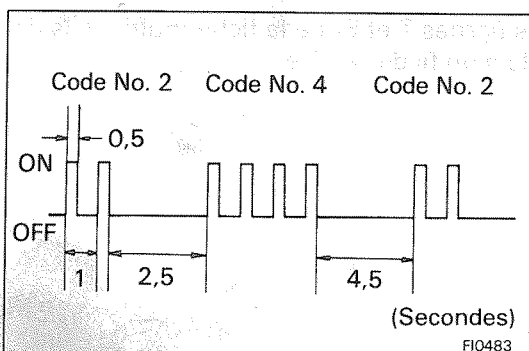 Code No. 2 Code No. 4 Code No. 2
0,5
ON
OFF
1 2,5 4,5
(Secondes)
FI0483